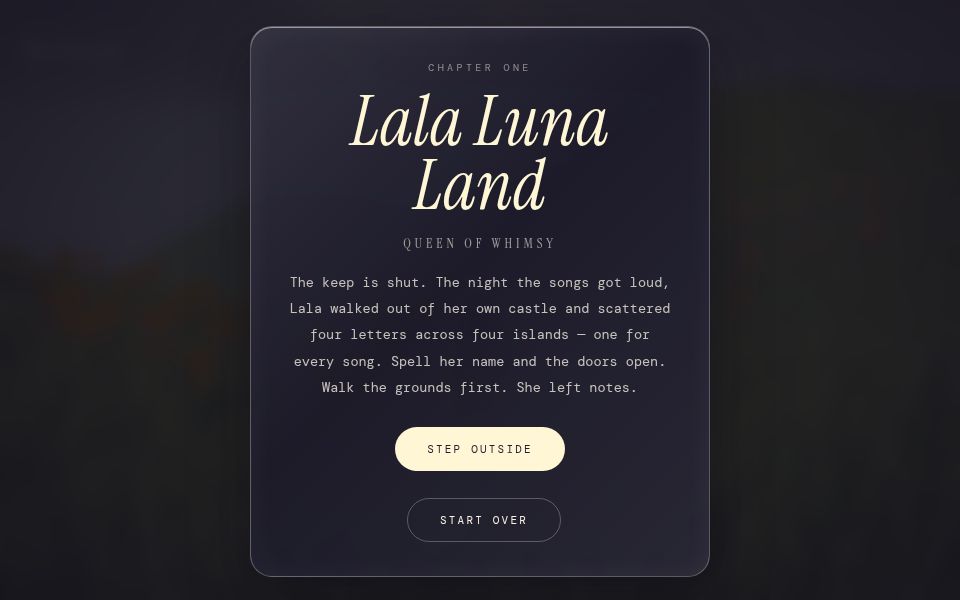 CHAPTER ONE
Lala Luna
Land
QUEEN OF WHIMSY
The keep is shut. The night the songs got loud,
Lala walked out of her own castle and scattered
four letters across four islands — one for
every song. Spell her name and the doors open.
Walk the grounds first. She left notes.
STEP OUTSIDE
START OVER